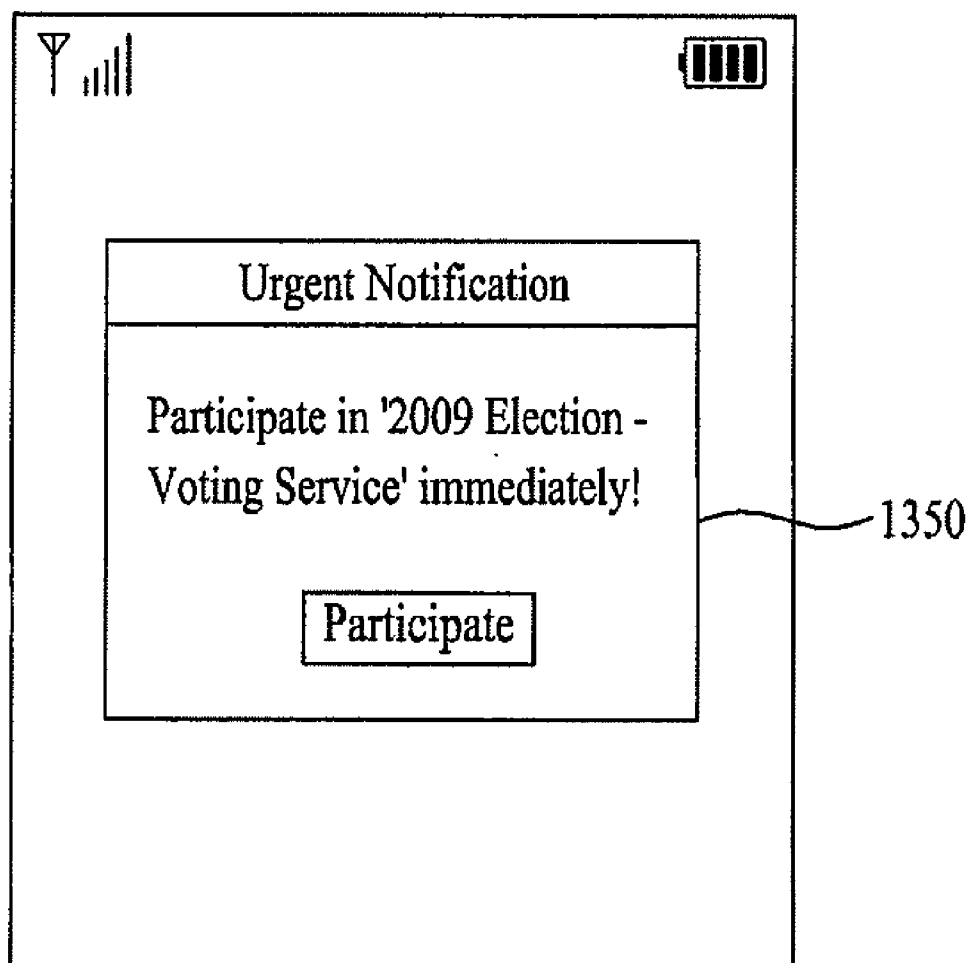 Urgent Notification
Participate in '2009 Election -
Voting Service' immediately!
1350
Participate